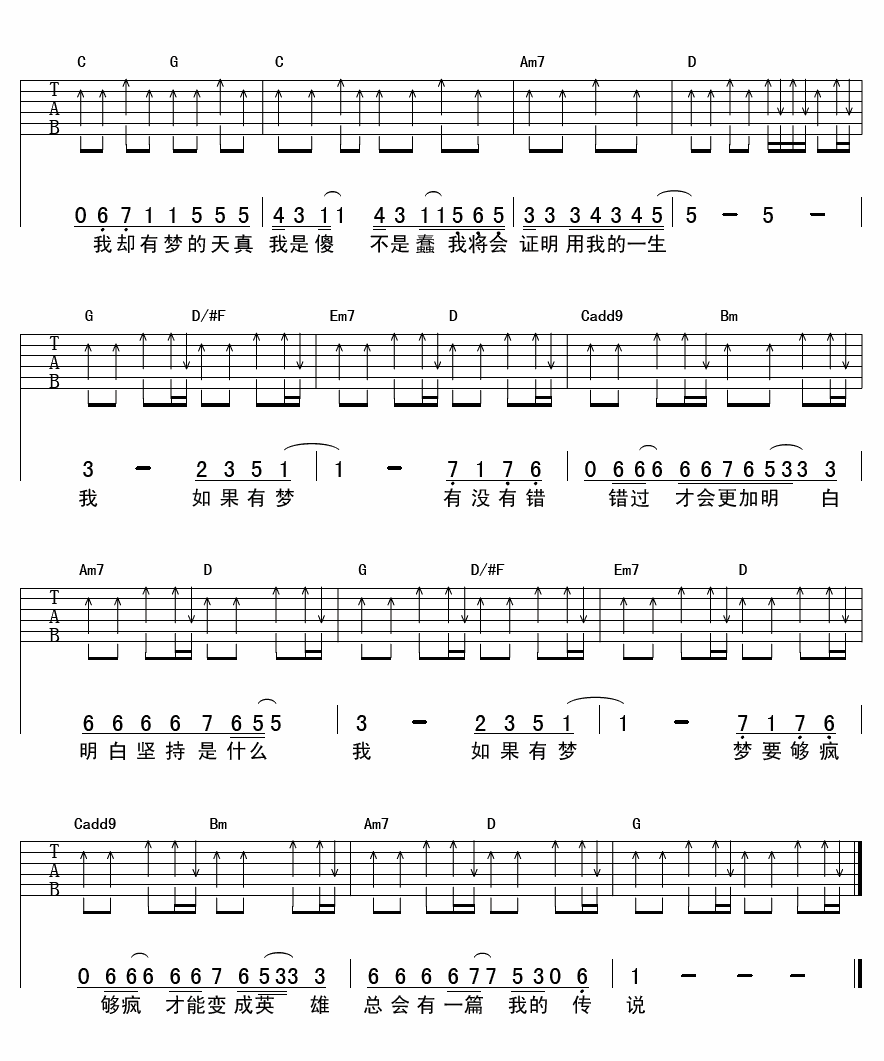 C G C Am7 D
T
A
B
0 6 7 1 1 5 5 5 4 3 1 1 4 3 1 1 5 6 5 3 3 3 4 3 4 5 5 — 5 —
我却有梦的天真 我是傻 不是蠢 我将会 证明用我的一生
G D/#F Em7 D Cadd9 Bm
T
A
B
3 — 2 3 5 1 1 — 7 1 7 6 0 6 6 6 6 6 7 6 5 3 3 3
我 如果有梦 有没有错 错过 才会更加明 白
Am7 D G D/#F Em7 D
T
A
B
6 6 6 6 7 6 5 5 3 — 2 3 5 1 1 — 7 1 7 6
明白坚持是什么 我 如果有梦 梦要够疯
Cadd9 Bm Am7 D G
T
A
B
0 6 6 6 6 6 7 6 5 3 3 3 6 6 6 6 7 7 5 3 0 6 1 — — —
够疯 才能变成英 雄 总会有一篇 我的 传 说